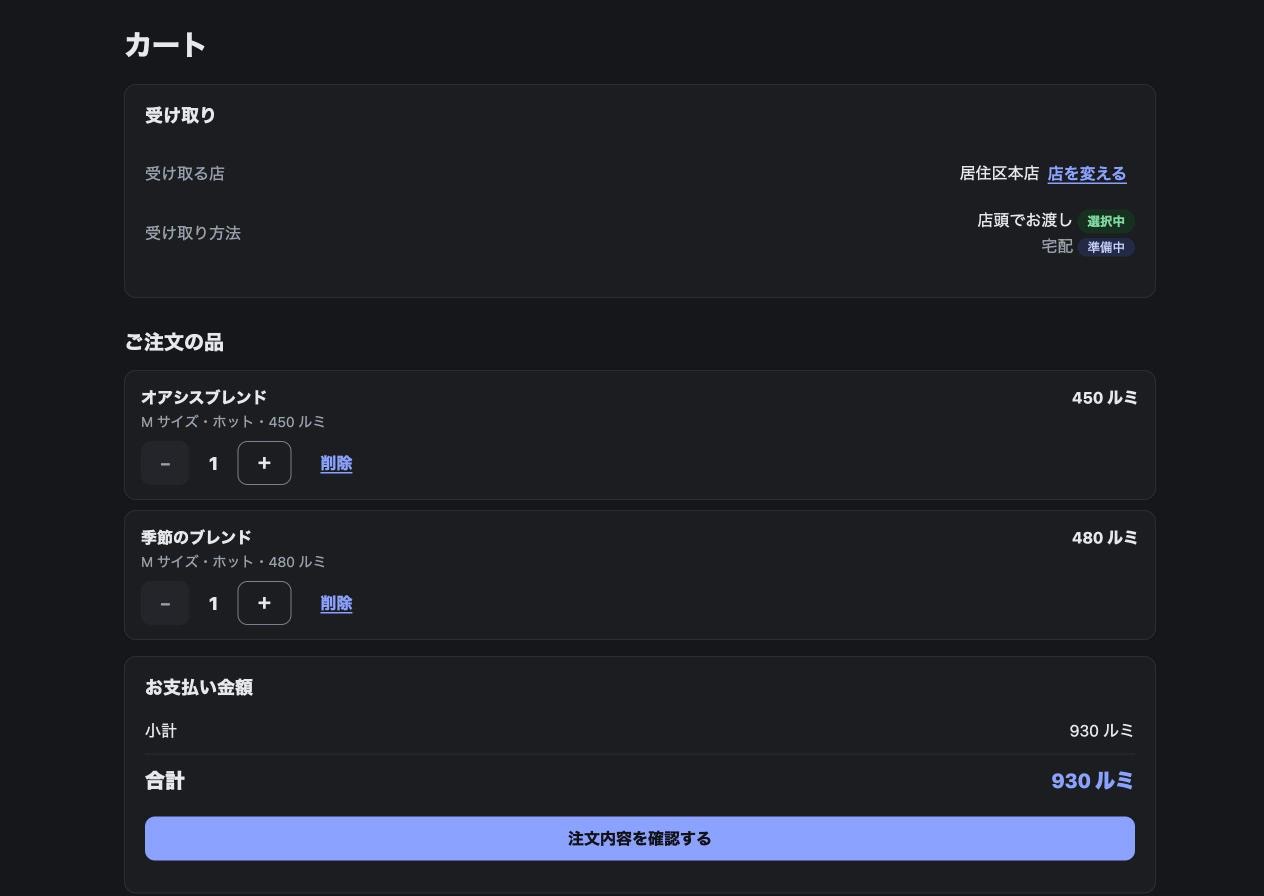 カート
受け取り
受け取る店 居住区本店 店を変える
受け取り方法 店頭でお渡し 選択中
宅配 準備中
ご注文の品
オアシスブレンド 450 ルミ
M サイズ・ホット・450 ルミ
− 1 + 削除
季節のブレンド 480 ルミ
M サイズ・ホット・480 ルミ
− 1 + 削除
お支払い金額
小計 930 ルミ
合計 930 ルミ
注文内容を確認する